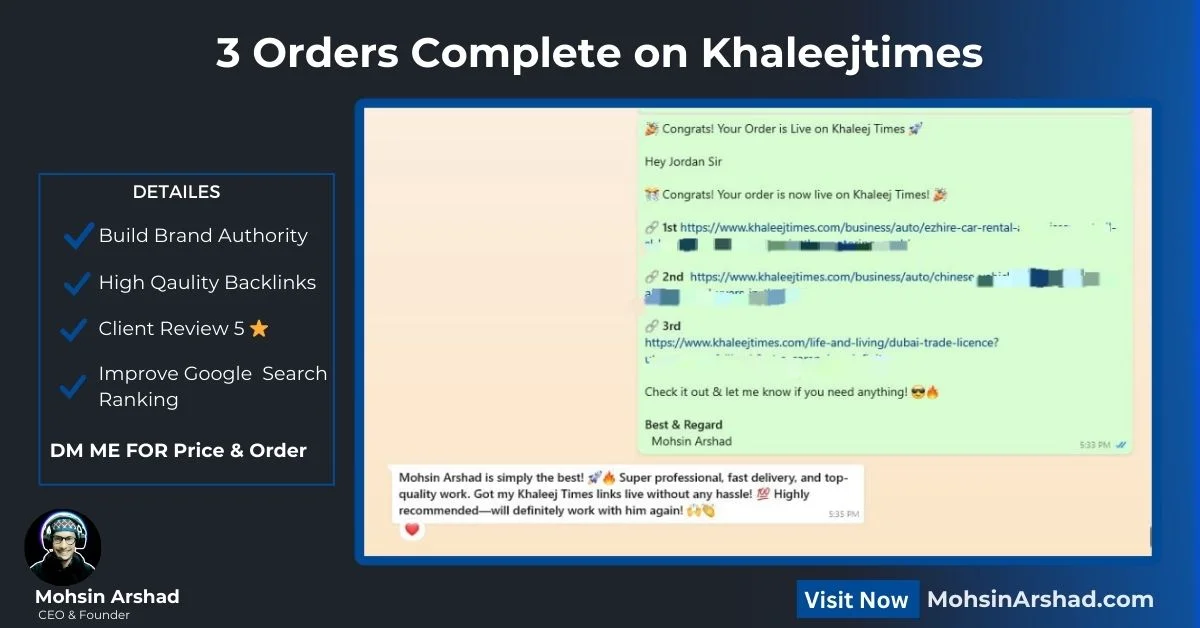 3 Orders Complete on Khaleejtimes
DETAILES
Build Brand Authority
High Qaulity Backlinks
Client Review 5 ⭐
Improve Google Search
Ranking
DM ME FOR Price & Order
Mohsin Arshad
CEO & Founder
🎉 Congrats! Your Order is Live on Khaleej Times 🚀
Hey Jordan Sir
🎊 Congrats! Your order is now live on Khaleej Times! 🎉
🔗 1st https://www.khaleejtimes.com/business/auto/ezhire-car-rental-
🔗 2nd https://www.khaleejtimes.com/business/auto/chinese
🔗 3rd
https://www.khaleejtimes.com/life-and-living/dubai-trade-licence?
Check it out & let me know if you need anything! 😎🔥
Best & Regard
Mohsin Arshad
5:33 PM
Mohsin Arshad is simply the best! 🚀🔥 Super professional, fast delivery, and top-
quality work. Got my Khaleej Times links live without any hassle! 💯 Highly
recommended—will definitely work with him again! 🙌👏
5:35 PM
❤️
Visit Now
MohsinArshad.com